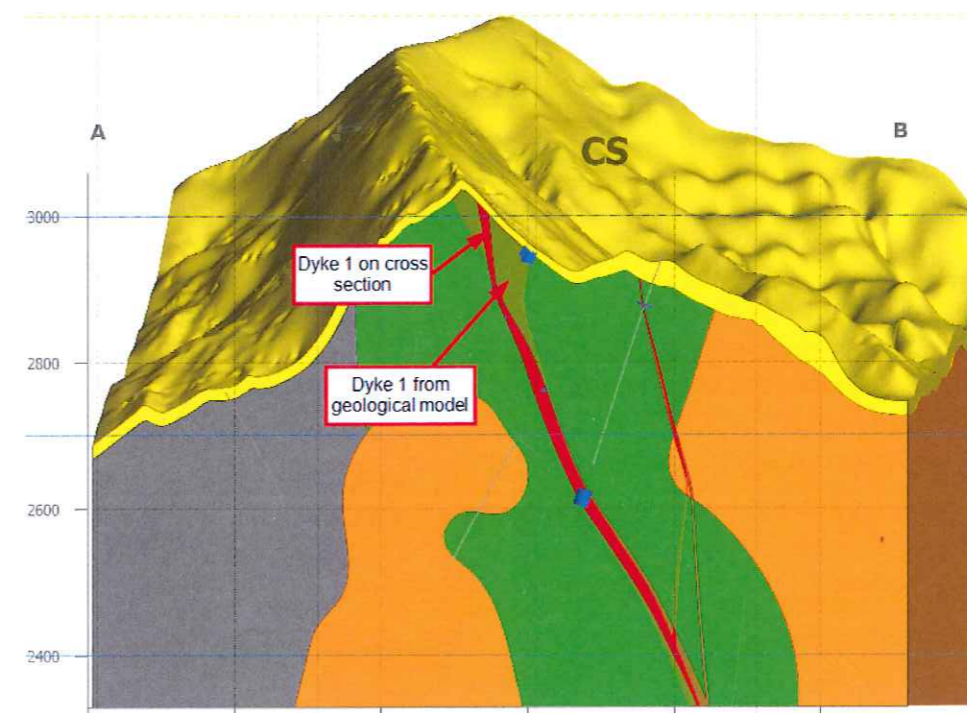 A
B
CS
3000
Dyke 1 on cross
section
2800
Dyke 1 from
geological model
2600
2400